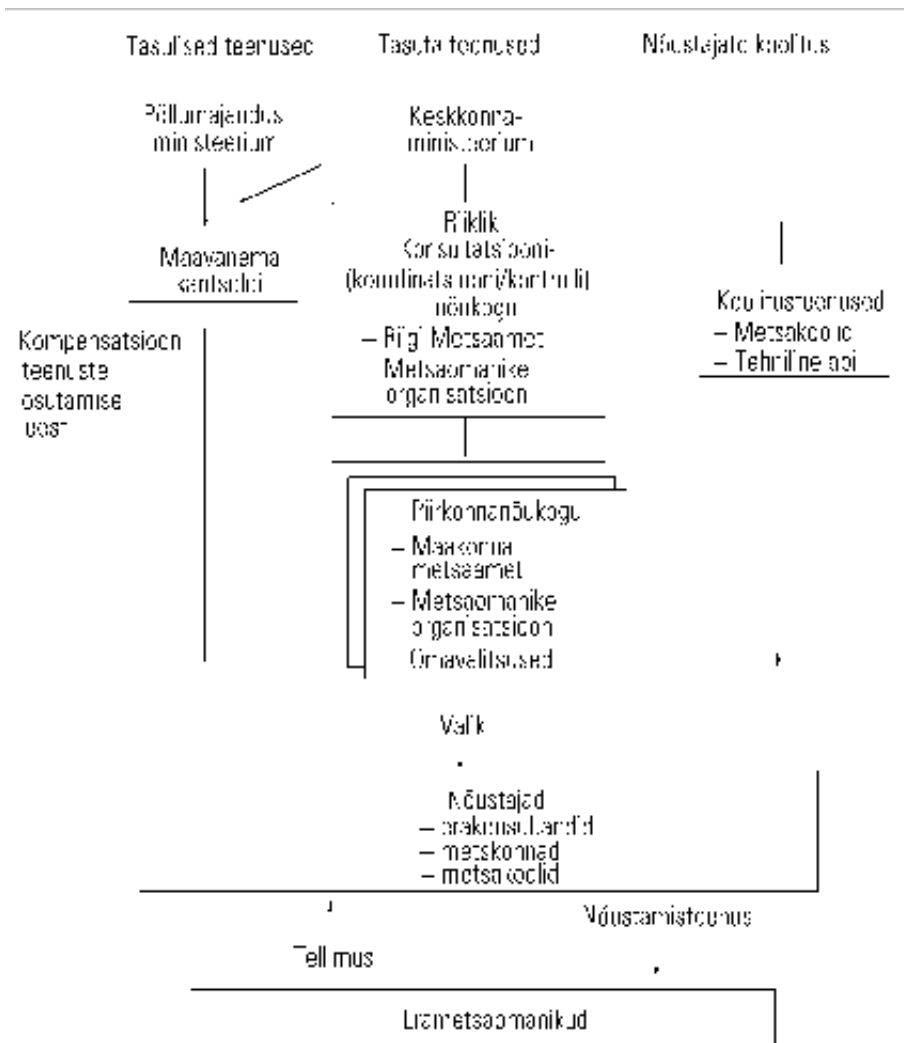 Tasulised teenused
Tasuta teenused
Nõustajate koolitus
Põllumajandus
ministeerium
Keskkonna-
ministeerium
Maavanema
kantselei
Riiklik
Konsultatsiooni-
(koordinatsiooni/kontrolli)
nõukogu
– Riigi Metsaamet
Metsaomanike
organisatsioon
Koolitusteenused
– Metsakoolid
– Tehniline abi
Kompensatsioon
teenuste
osutamise
eest
Piirkonnanõukogu
– Maakonna
metsaamet
– Metsaomanike
organisatsioon
Omavalitsused
Valik
Nõustajad
– erakonsultandid
– metskonnad
– metsakoolid
Nõustamisteenus
Tellimus
Erametsaomanikud